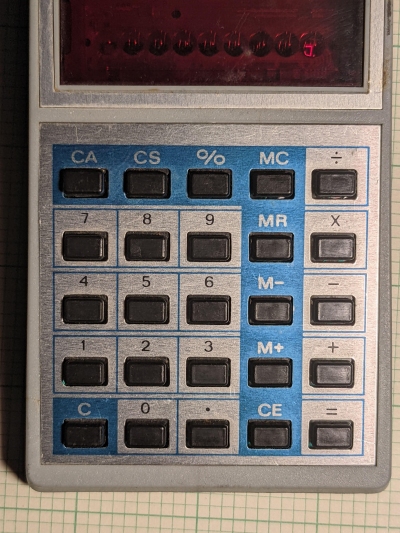 CA CS % MC ÷
7 8 9 MR X
4 5 6 M− −
1 2 3 M+ +
C 0 . CE =